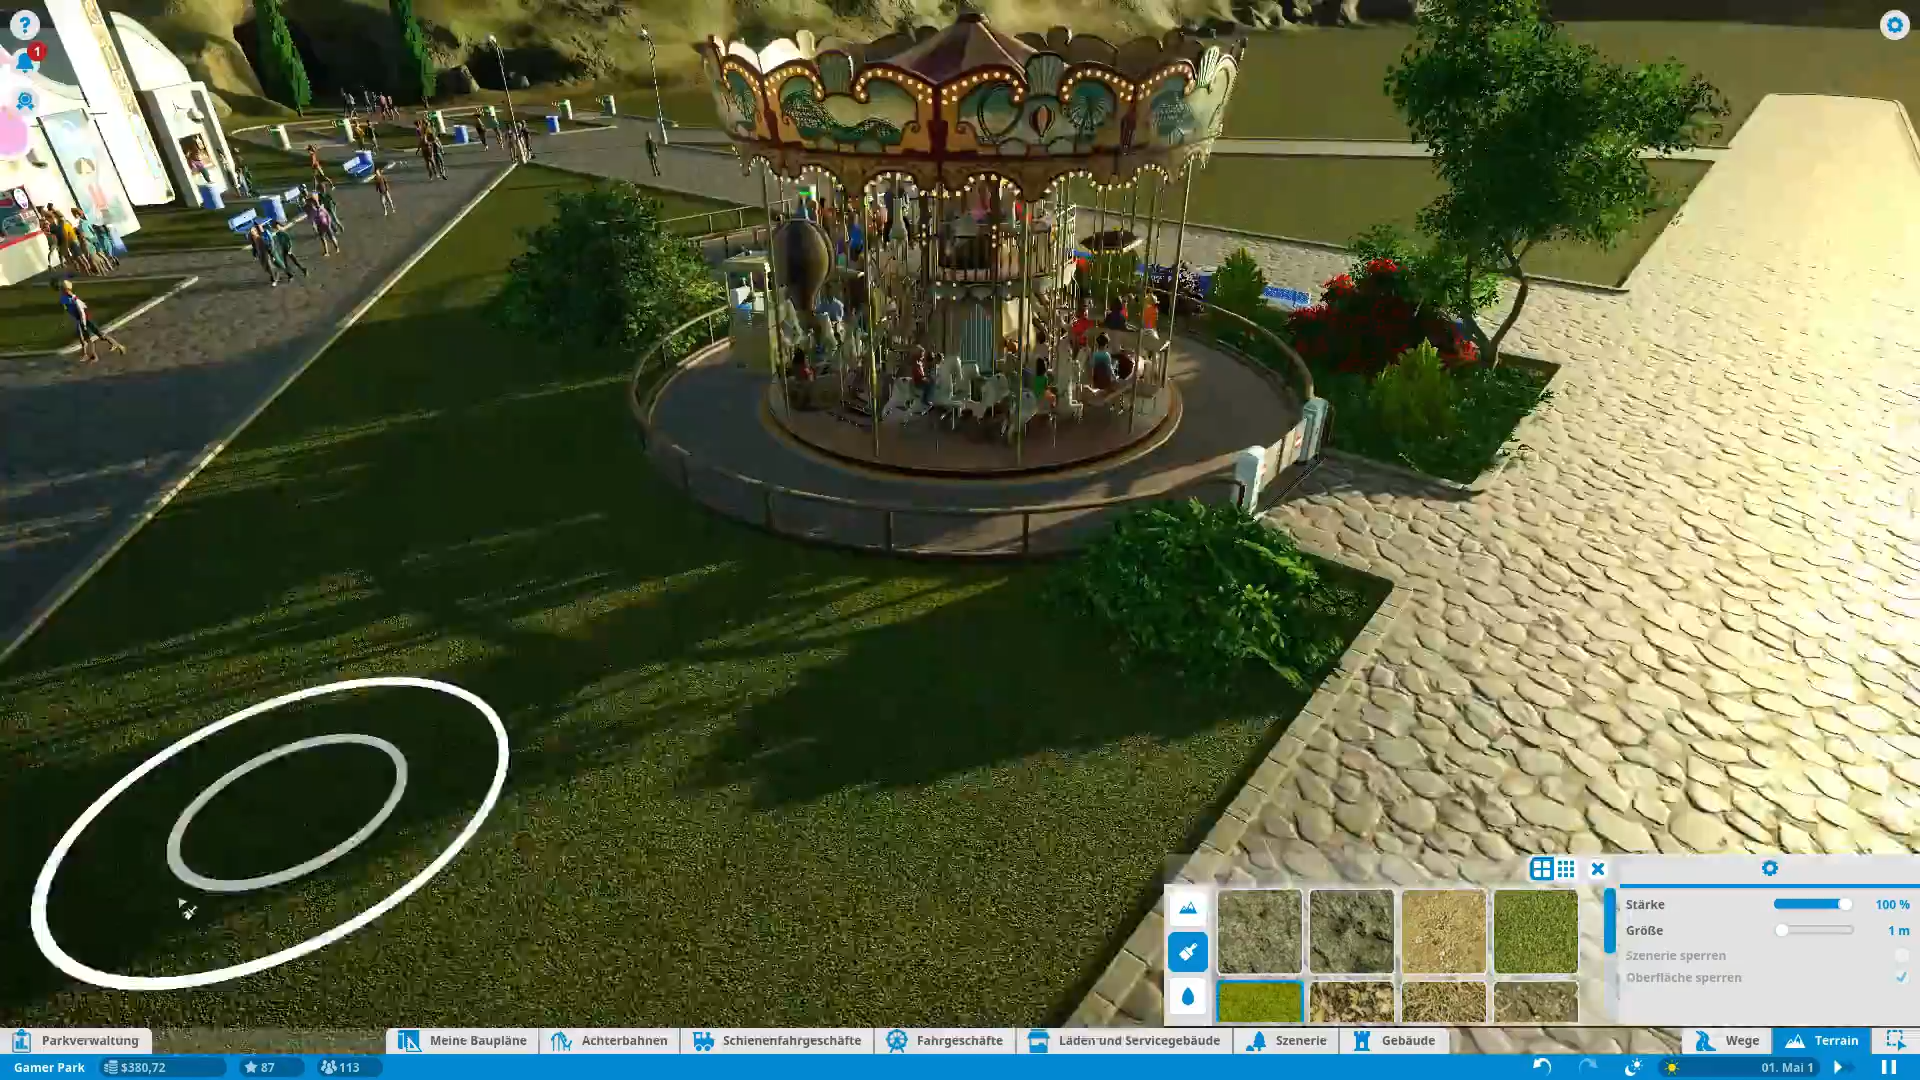 ?
1
Stärke 100 %
Größe 1 m
Szenerie sperren
Oberfläche sperren
Parkverwaltung
Meine Baupläne
Achterbahnen
Schienenfahrgeschäfte
Fahrgeschäfte
Läden und Servicegebäude
Szenerie
Gebäude
Wege
Terrain
Gamer Park
$380,72
87
113
01. Mai 1